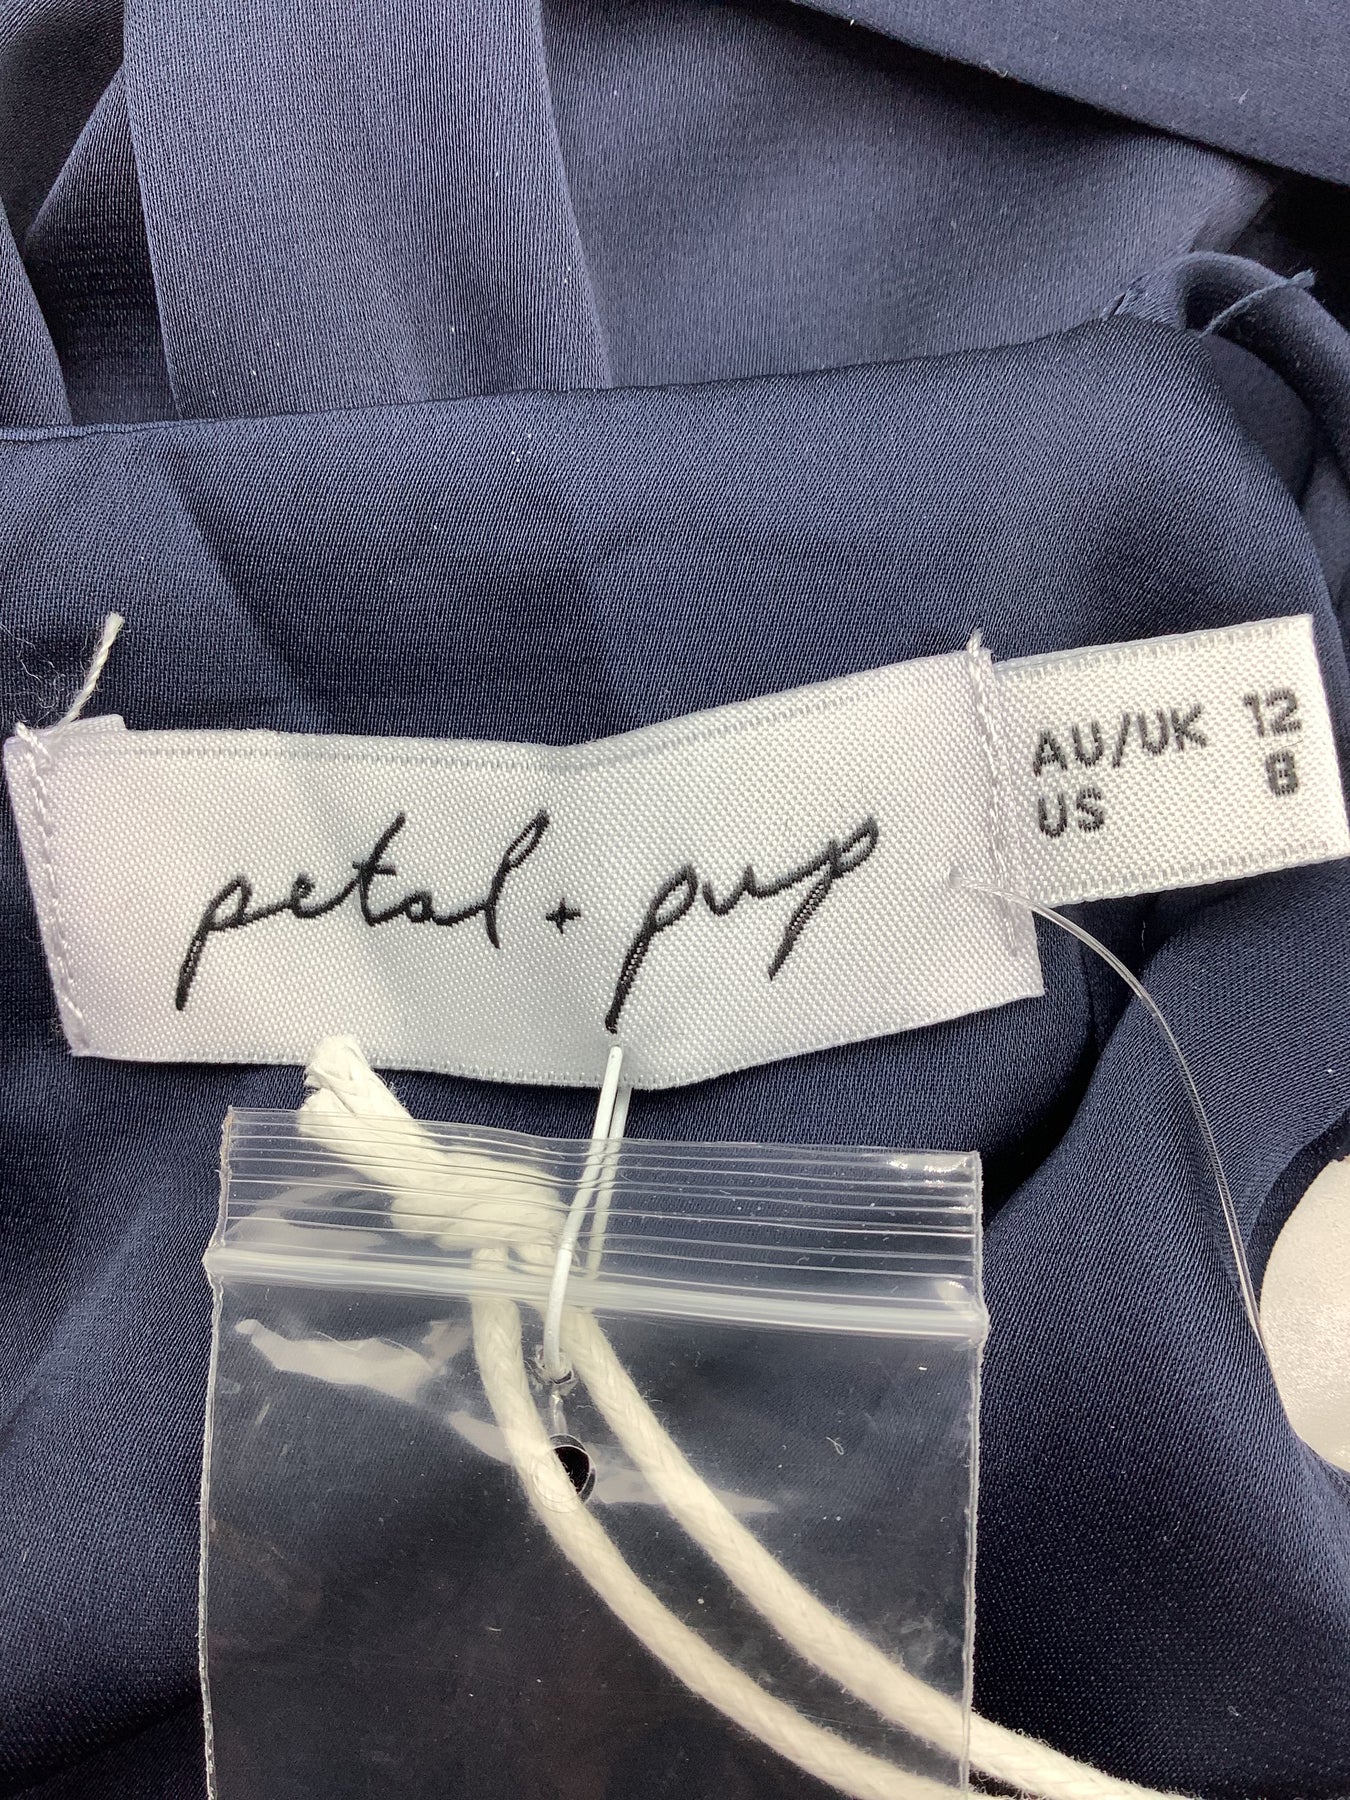 petal + pup
AU/UK 12
US 8